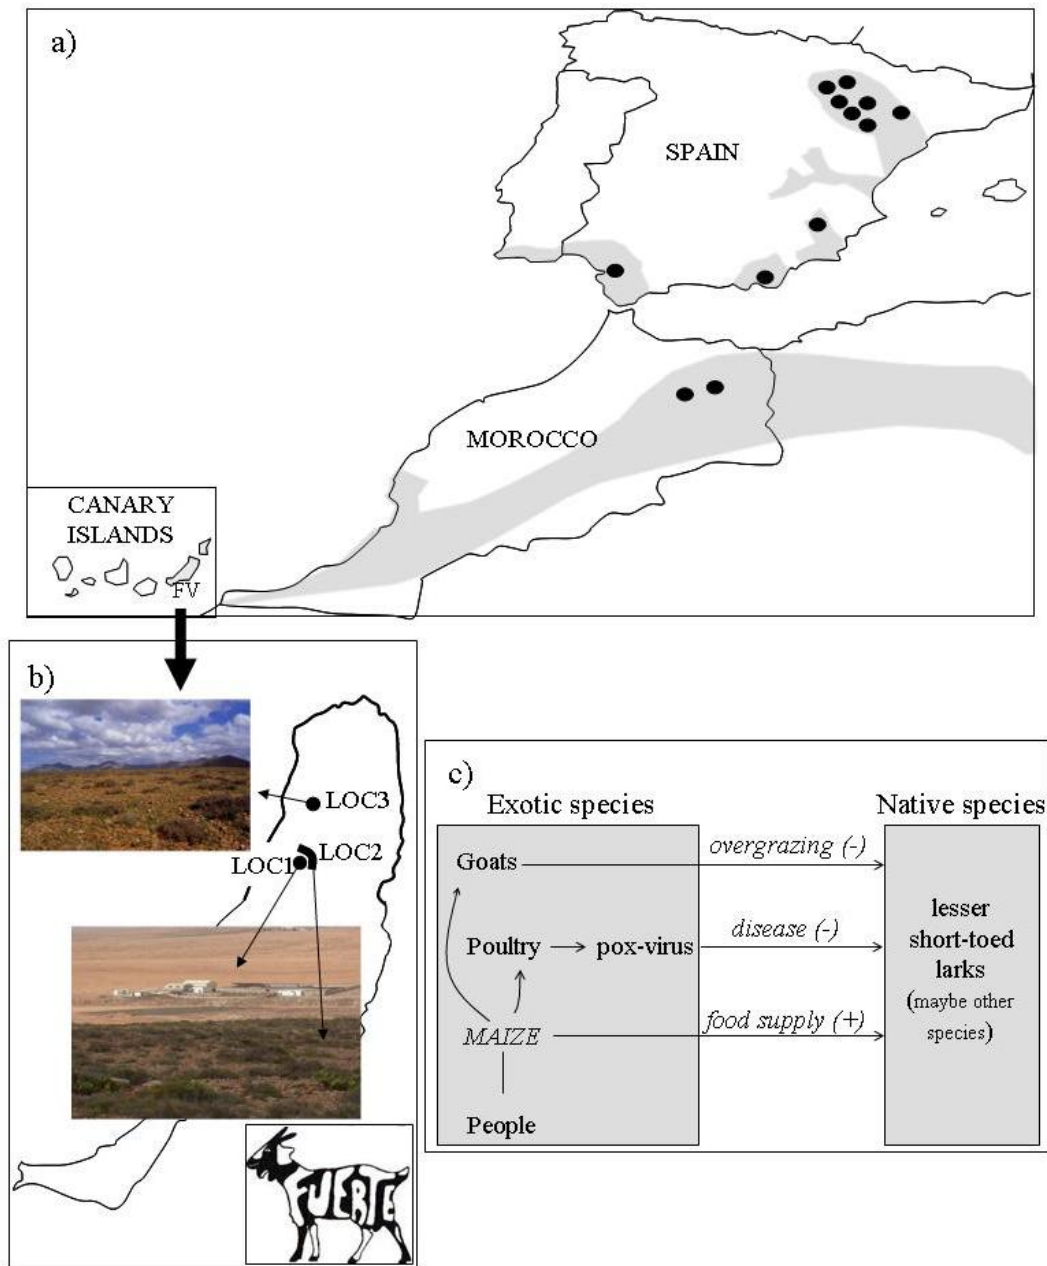 a)
SPAIN
MOROCCO
CANARY
ISLANDS
FV
b)
LOC3
LOC2
LOC1
FUERTE
c)
Exotic species
Native species
Goats
overgrazing (-)
Poultry
pox-virus
disease (-)
MAIZE
food supply (+)
People
lesser
short-toed
larks
(maybe other
species)